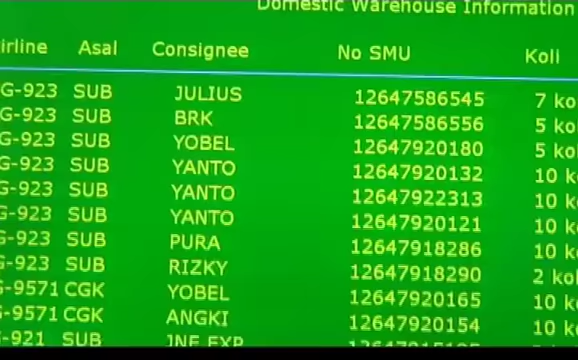 Domestic Warehouse Information
irline Asal Consignee No SMU Koli
G-923 SUB JULIUS 12647586545 7 ko
G-923 SUB BRK 12647586556 5 ko
G-923 SUB YOBEL 12647920180 5 ko
G-923 SUB YANTO 12647920132 10 k
G-923 SUB YANTO 12647922313 10 k
G-923 SUB YANTO 12647920121 10 k
G-923 SUB PURA 12647918286 10 k
G-923 SUB RIZKY 12647918290 2 kol
G-9571 CGK YOBEL 12647920165 10 k
G-9571 CGK ANGKI 12647920154 10 k
G-921 SUB JNE EXP